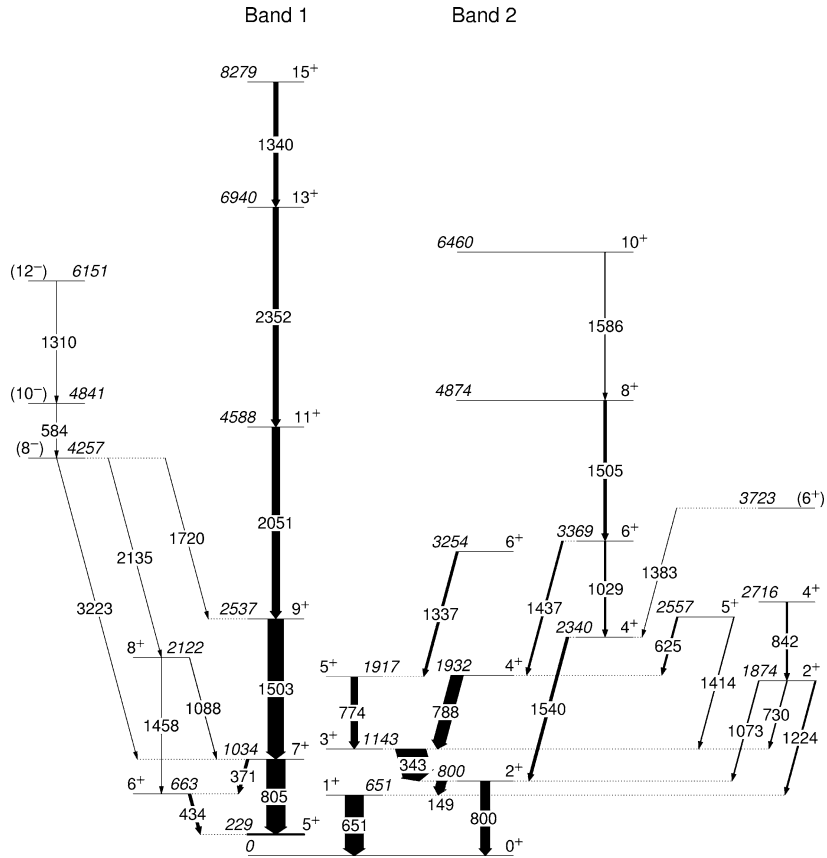 Band 1 Band 2
8279 15⁺
1340
6940 13⁺
6460 10⁺
(12⁻) 6151
2352 1586
1310
(10⁻) 4841 4874 8⁺
4588 11⁺
584
(8⁻) 4257
1505
3723 (6⁺)
2051
1720 3254 6⁺ 3369 6⁺
2135
1383
1029
2716 4⁺
3223 2537 9⁺ 1337 1437 2557 5⁺
2340 4⁺
842
8⁺ 2122 625
5⁺ 1917 1932 4⁺ 1874 2⁺
1503 1414
1088 774 788 1540 730
1458 1073 1224
1034 7⁺ 3⁺ 1143
371 343 800 2⁺
6⁺ 663 1⁺ 651
805 149
434 651 800
229 5⁺
0 0⁺